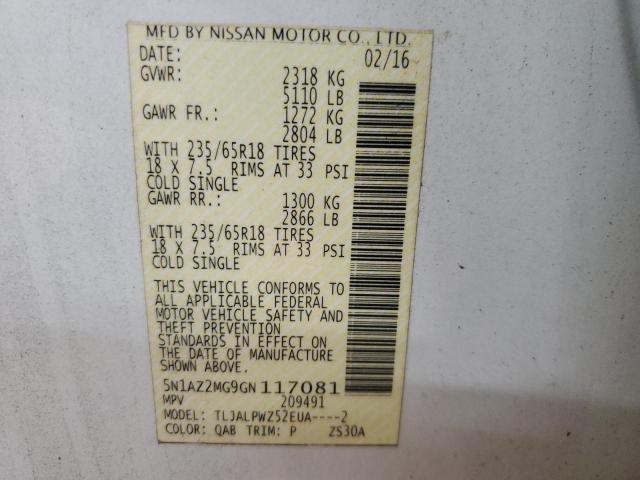 MFD BY NISSAN MOTOR CO., LTD.
DATE: 02/16
GVWR: 2318 KG
5110 LB
GAWR FR.: 1272 KG
2804 LB
WITH 235/65R18 TIRES
18 X 7.5 RIMS AT 33 PSI
COLD SINGLE
GAWR RR.: 1300 KG
2866 LB
WITH 235/65R18 TIRES
18 X 7.5 RIMS AT 33 PSI
COLD SINGLE
THIS VEHICLE CONFORMS TO
ALL APPLICABLE FEDERAL
MOTOR VEHICLE SAFETY AND
THEFT PREVENTION
STANDARDS IN EFFECT ON
THE DATE OF MANUFACTURE
SHOWN ABOVE.
5N1AZ2MG9GN117081
MPV 209491
MODEL: TLJALPWZ52EUA----2
COLOR: QAB TRIM: P ZS30A